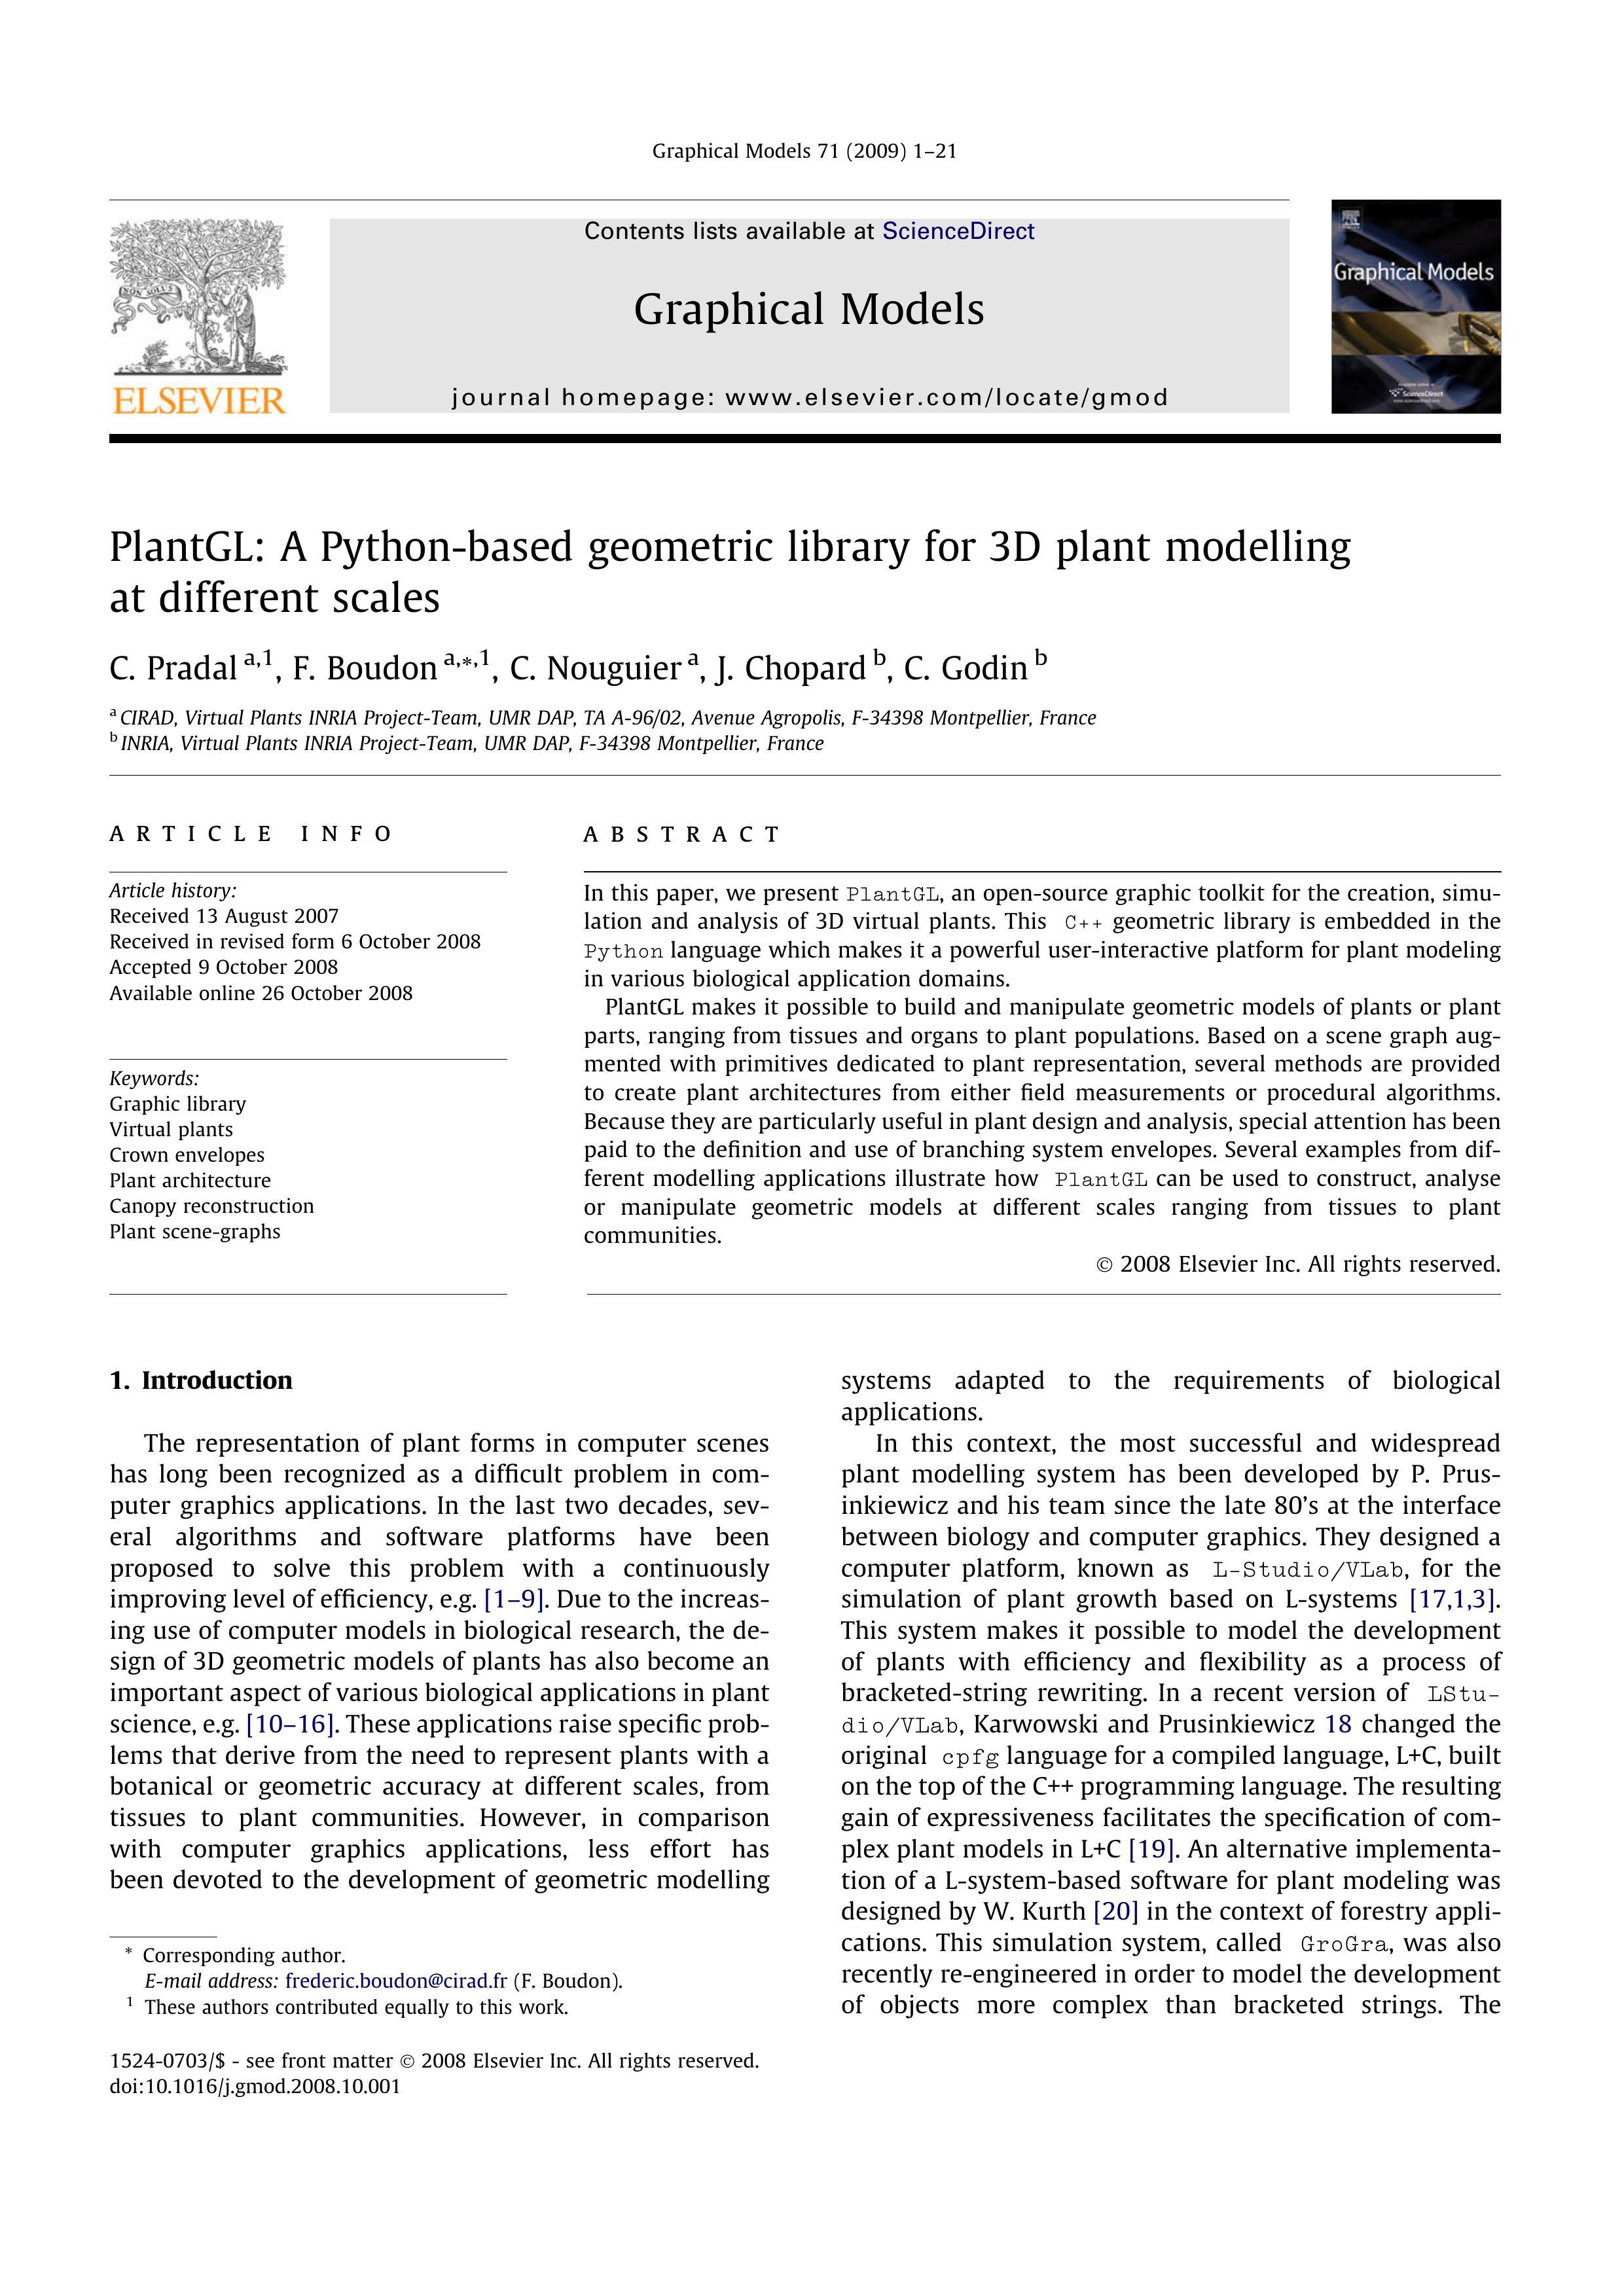 Graphical Models 71 (2009) 1–21
Contents lists available at ScienceDirect
Graphical Models
journal homepage: www.elsevier.com/locate/gmod
NON SOLUS
ELSEVIER
Graphical Models
ScienceDirect
PlantGL: A Python-based geometric library for 3D plant modelling
at different scales
C. Pradal a,1, F. Boudon a,*,1, C. Nouguier a, J. Chopard b, C. Godin b
a CIRAD, Virtual Plants INRIA Project-Team, UMR DAP, TA A-96/02, Avenue Agropolis, F-34398 Montpellier, France
b INRIA, Virtual Plants INRIA Project-Team, UMR DAP, F-34398 Montpellier, France
ARTICLE INFO
Article history:
Received 13 August 2007
Received in revised form 6 October 2008
Accepted 9 October 2008
Available online 26 October 2008
Keywords:
Graphic library
Virtual plants
Crown envelopes
Plant architecture
Canopy reconstruction
Plant scene-graphs
ABSTRACT
In this paper, we present PlantGL, an open-source graphic toolkit for the creation, simu-
lation and analysis of 3D virtual plants. This C++ geometric library is embedded in the
Python language which makes it a powerful user-interactive platform for plant modeling
in various biological application domains.
PlantGL makes it possible to build and manipulate geometric models of plants or plant
parts, ranging from tissues and organs to plant populations. Based on a scene graph aug-
mented with primitives dedicated to plant representation, several methods are provided
to create plant architectures from either field measurements or procedural algorithms.
Because they are particularly useful in plant design and analysis, special attention has been
paid to the definition and use of branching system envelopes. Several examples from dif-
ferent modelling applications illustrate how PlantGL can be used to construct, analyse
or manipulate geometric models at different scales ranging from tissues to plant
communities.
© 2008 Elsevier Inc. All rights reserved.
1. Introduction
The representation of plant forms in computer scenes
has long been recognized as a difficult problem in com-
puter graphics applications. In the last two decades, sev-
eral algorithms and software platforms have been
proposed to solve this problem with a continuously
improving level of efficiency, e.g. [1–9]. Due to the increas-
ing use of computer models in biological research, the de-
sign of 3D geometric models of plants has also become an
important aspect of various biological applications in plant
science, e.g. [10–16]. These applications raise specific prob-
lems that derive from the need to represent plants with a
botanical or geometric accuracy at different scales, from
tissues to plant communities. However, in comparison
with computer graphics applications, less effort has
been devoted to the development of geometric modelling
* Corresponding author.
E-mail address: frederic.boudon@cirad.fr (F. Boudon).
1 These authors contributed equally to this work.
systems adapted to the requirements of biological
applications.
In this context, the most successful and widespread
plant modelling system has been developed by P. Prus-
inkiewicz and his team since the late 80's at the interface
between biology and computer graphics. They designed a
computer platform, known as L-Studio/VLab, for the
simulation of plant growth based on L-systems [17,1,3].
This system makes it possible to model the development
of plants with efficiency and flexibility as a process of
bracketed-string rewriting. In a recent version of LStu-
dio/VLab, Karwowski and Prusinkiewicz 18 changed the
original cpfg language for a compiled language, L+C, built
on the top of the C++ programming language. The resulting
gain of expressiveness facilitates the specification of com-
plex plant models in L+C [19]. An alternative implementa-
tion of a L-system-based software for plant modeling was
designed by W. Kurth [20] in the context of forestry appli-
cations. This simulation system, called GroGra, was also
recently re-engineered in order to model the development
of objects more complex than bracketed strings. The
1524-0703/$ - see front matter © 2008 Elsevier Inc. All rights reserved.
doi:10.1016/j.gmod.2008.10.001